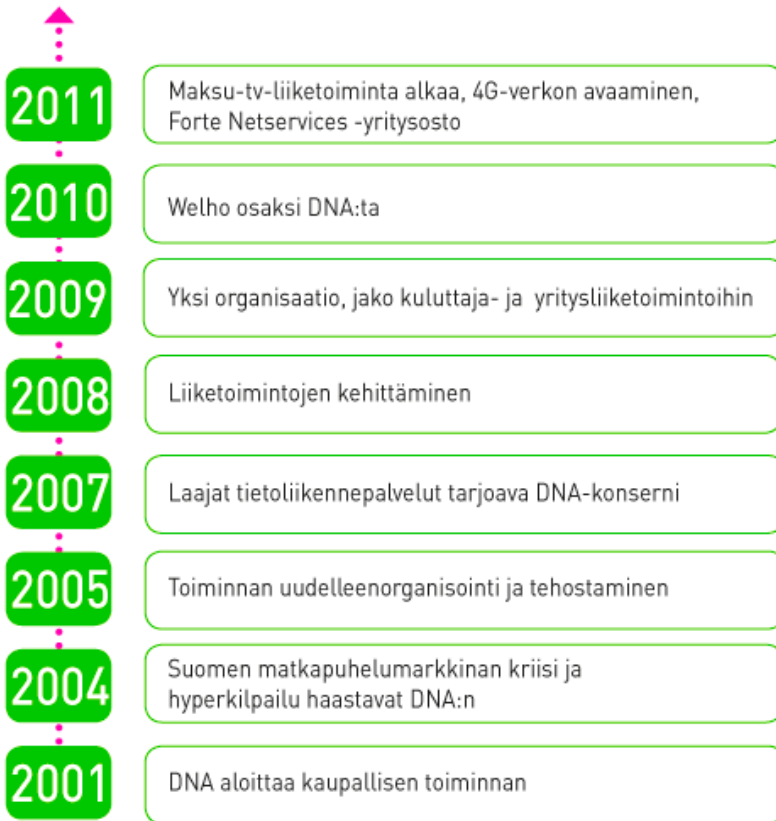 2011
Maksu-tv-liiketoiminta alkaa, 4G-verkon avaaminen,
Forte Netservices -yritysosto
2010
Welho osaksi DNA:ta
2009
Yksi organisaatio, jako kuluttaja- ja yritysliiketoimintoihin
2008
Liiketoimintojen kehittäminen
2007
Laajat tietoliikennepalvelut tarjoava DNA-konserni
2005
Toiminnan uudelleenorganisointi ja tehostaminen
2004
Suomen matkapuhelumarkkinan kriisi ja
hyperkilpailu haastavat DNA:n
2001
DNA aloittaa kaupallisen toiminnan